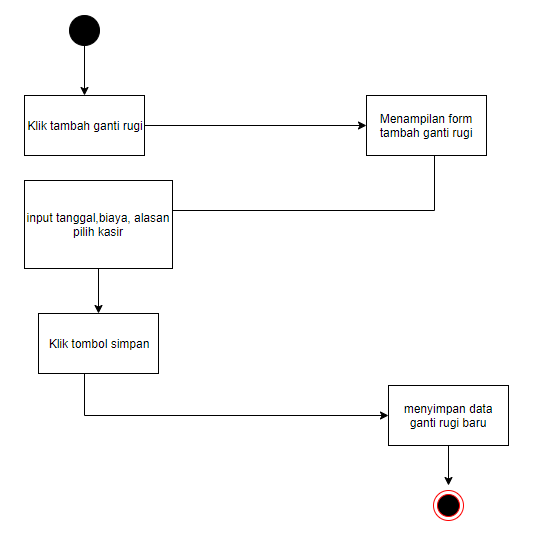 Klik tambah ganti rugi
Menampilan form
tambah ganti rugi
input tanggal,biaya, alasan
pilih kasir
Klik tombol simpan
menyimpan data
ganti rugi baru